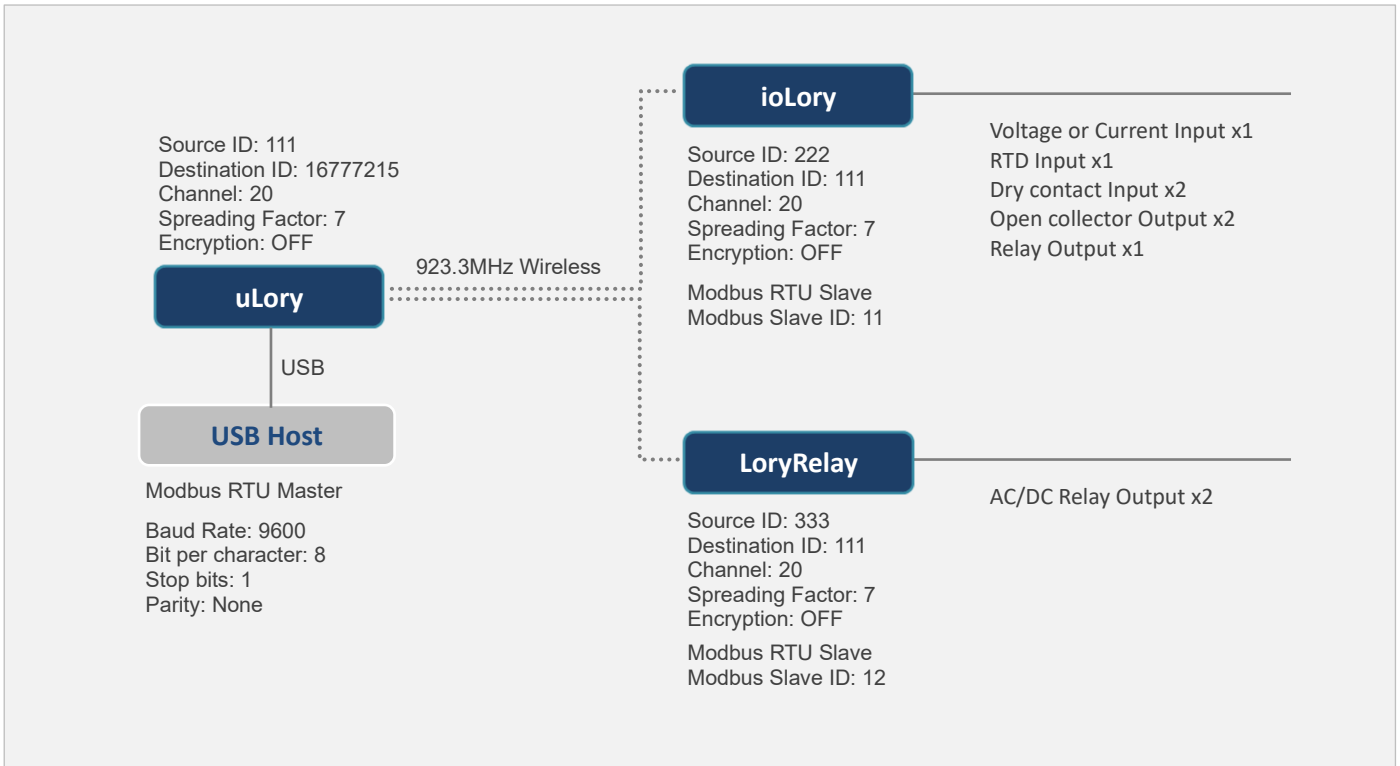 Source ID: 111
Destination ID: 16777215
Channel: 20
Spreading Factor: 7
Encryption: OFF
uLory
USB
USB Host
Modbus RTU Master
Baud Rate: 9600
Bit per character: 8
Stop bits: 1
Parity: None
923.3MHz Wireless
ioLory
Source ID: 222
Destination ID: 111
Channel: 20
Spreading Factor: 7
Encryption: OFF
Modbus RTU Slave
Modbus Slave ID: 11
Voltage or Current Input x1
RTD Input x1
Dry contact Input x2
Open collector Output x2
Relay Output x1
LoryRelay
Source ID: 333
Destination ID: 111
Channel: 20
Spreading Factor: 7
Encryption: OFF
Modbus RTU Slave
Modbus Slave ID: 12
AC/DC Relay Output x2